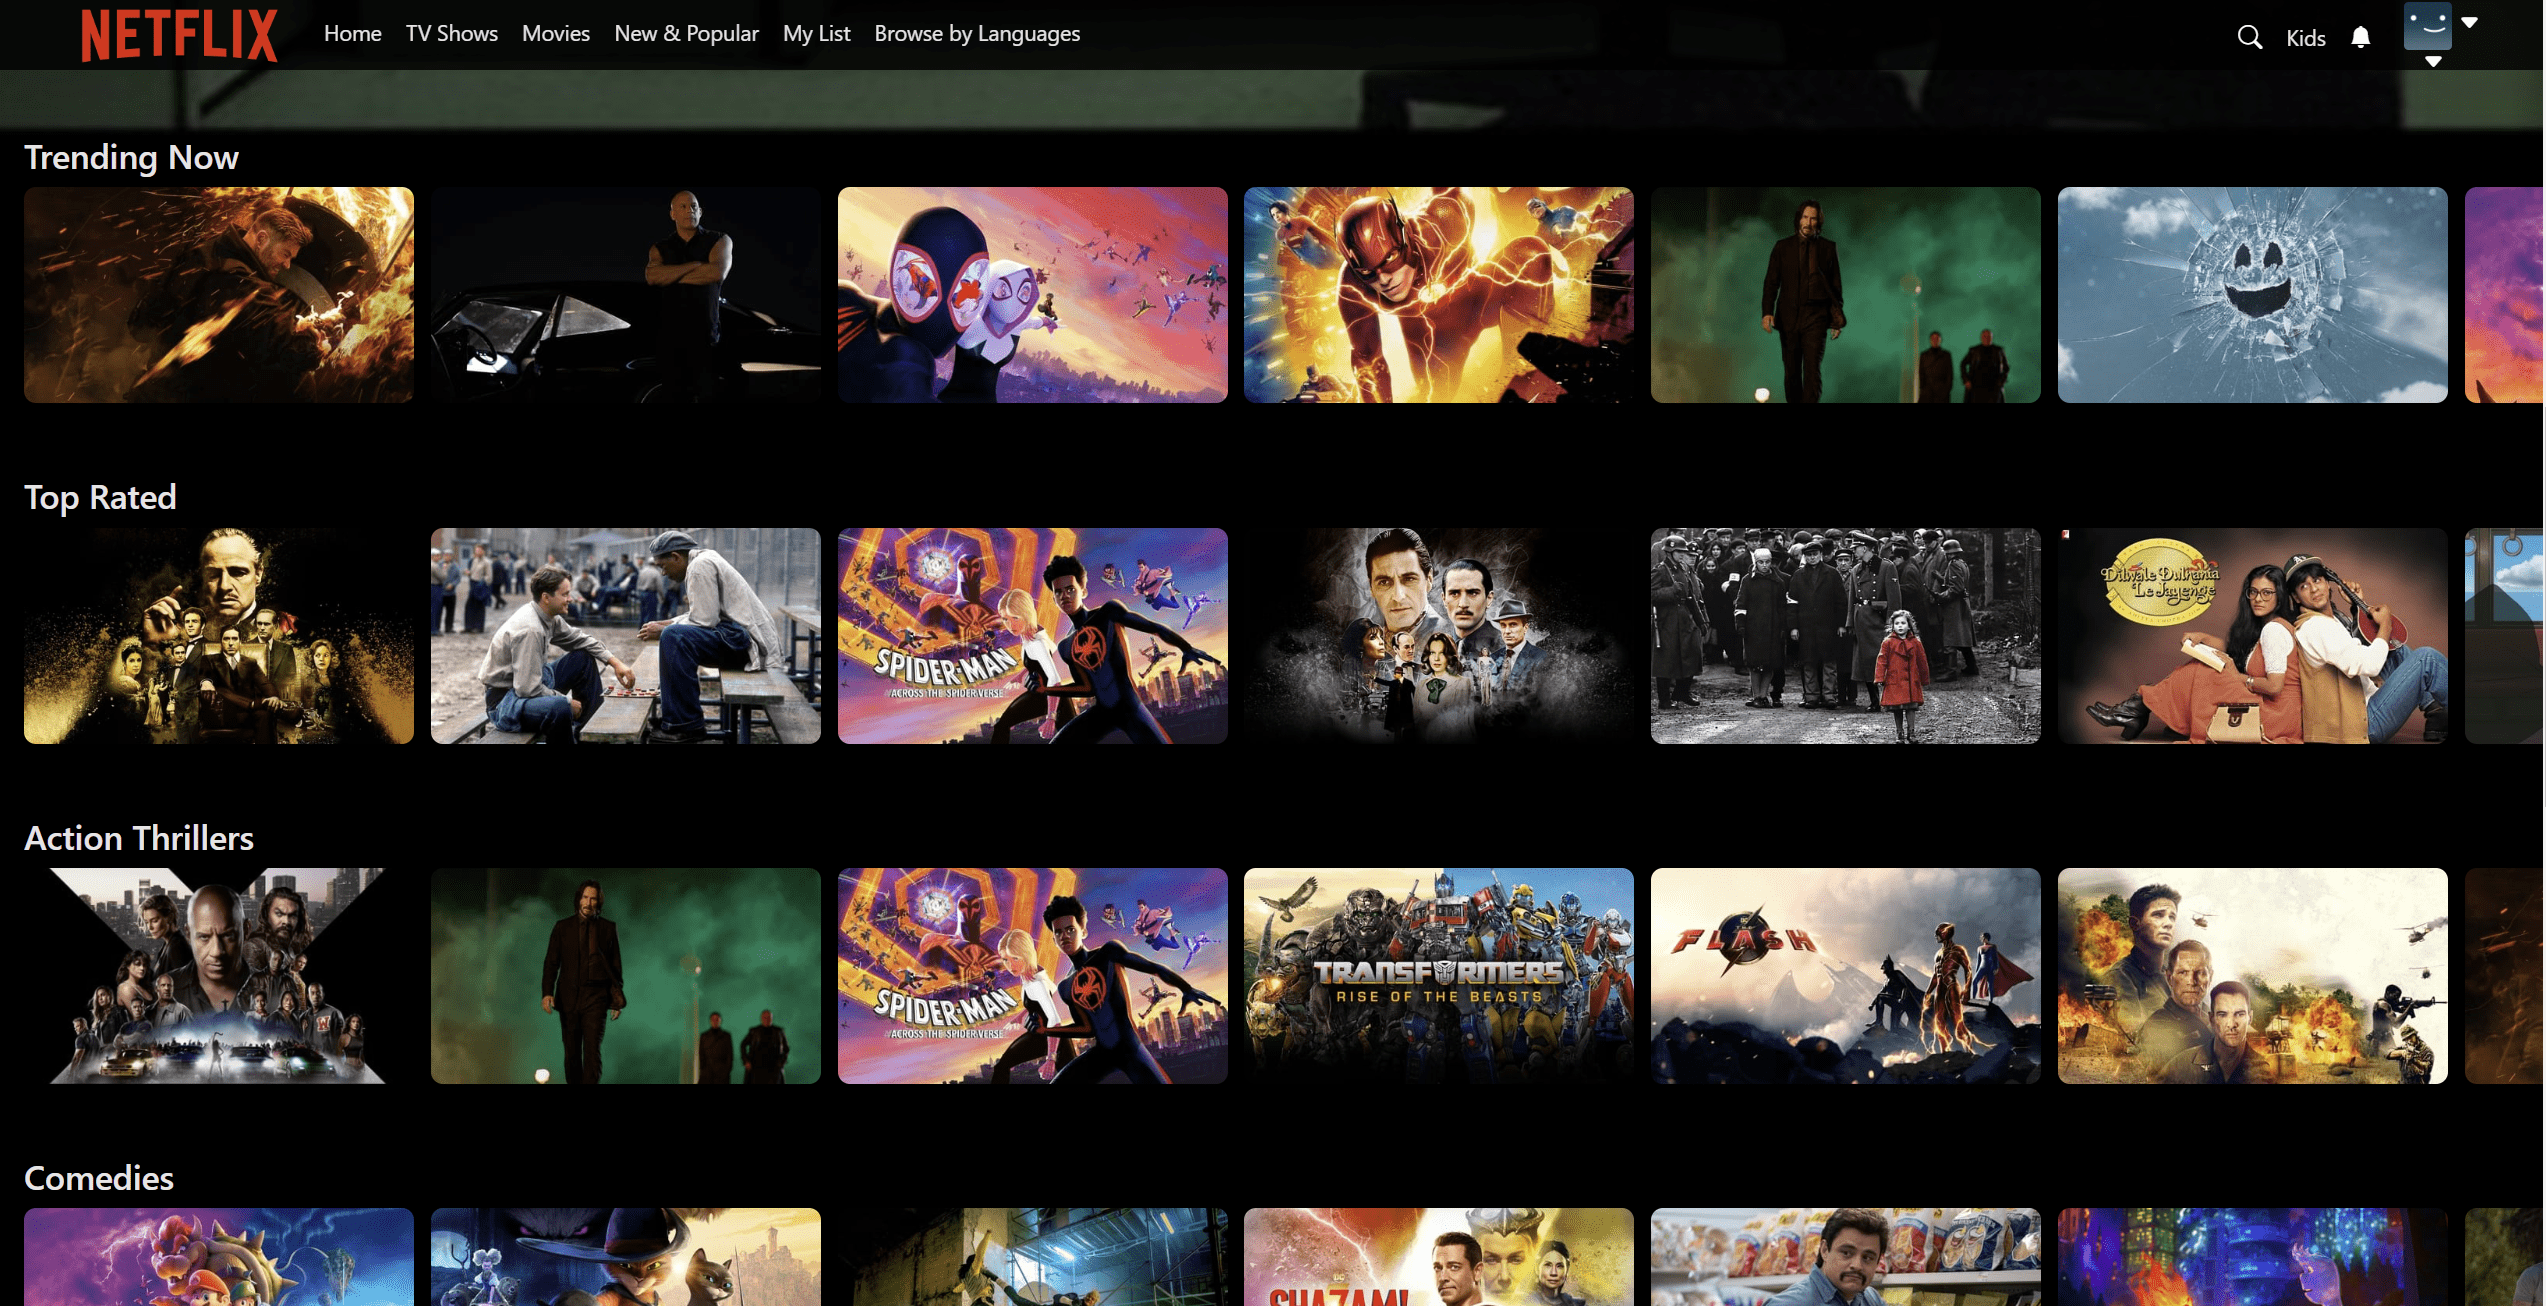 NETFLIX Home TV Shows Movies New & Popular My List Browse by Languages Kids
Trending Now
Top Rated
SPIDER-MAN
ACROSS THE SPIDER-VERSE
Dilwale Dulhania
Le Jayenge
Action Thrillers
SPIDER-MAN
ACROSS THE SPIDER-VERSE
TRANSFORMERS
RISE OF THE BEASTS
FLASH
Comedies
DC
SHAZAM!